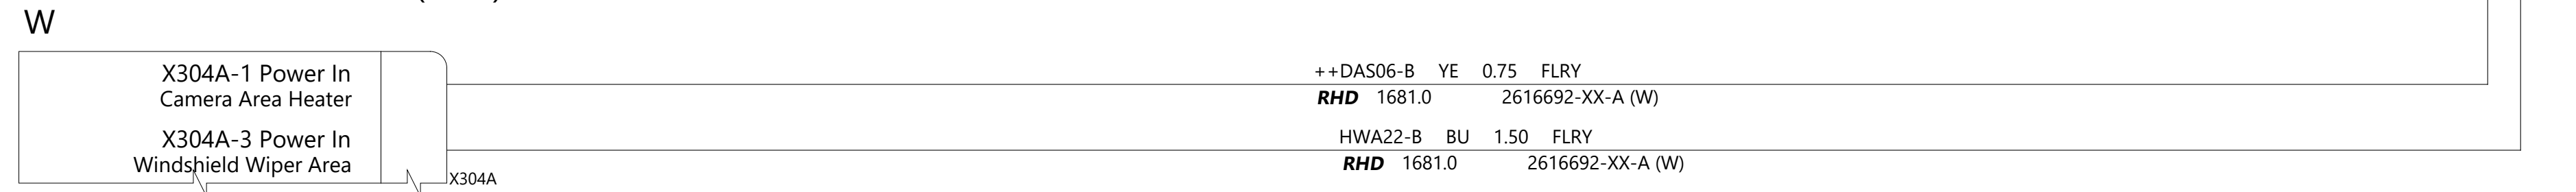 W
X304A-1 Power In
Camera Area Heater
++DAS06-B YE 0.75 FLRY
RHD 1681.0 2616692-XX-A (W)
X304A-3 Power In
Windshield Wiper Area
HWA22-B BU 1.50 FLRY
RHD 1681.0 2616692-XX-A (W)
X304A